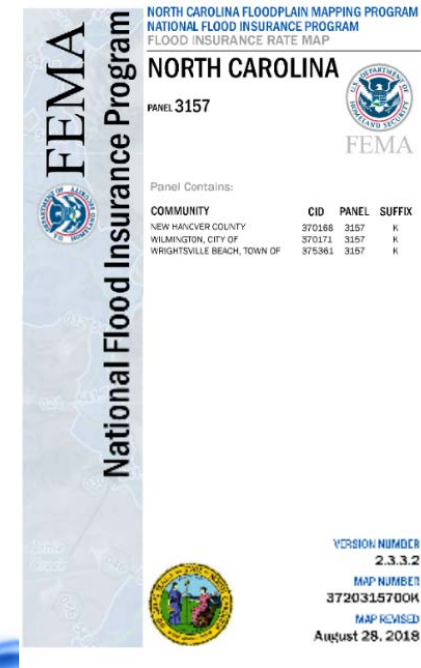 NORTH CAROLINA FLOODPLAIN MAPPING PROGRAM
NATIONAL FLOOD INSURANCE PROGRAM
FLOOD INSURANCE RATE MAP
NORTH CAROLINA
PANEL 3157
FEMA
Panel Contains:
COMMUNITY CID PANEL SUFFIX
NEW HANOVER COUNTY 370168 3157 K
WILMINGTON, CITY OF 370171 3157 K
WRIGHTSVILLE BEACH, TOWN OF 375361 3157 K
FEMA
National Flood Insurance Program
VERSION NUMBER
2.3.3.2
MAP NUMBER
3720315700K
MAP REVISED
August 28, 2018